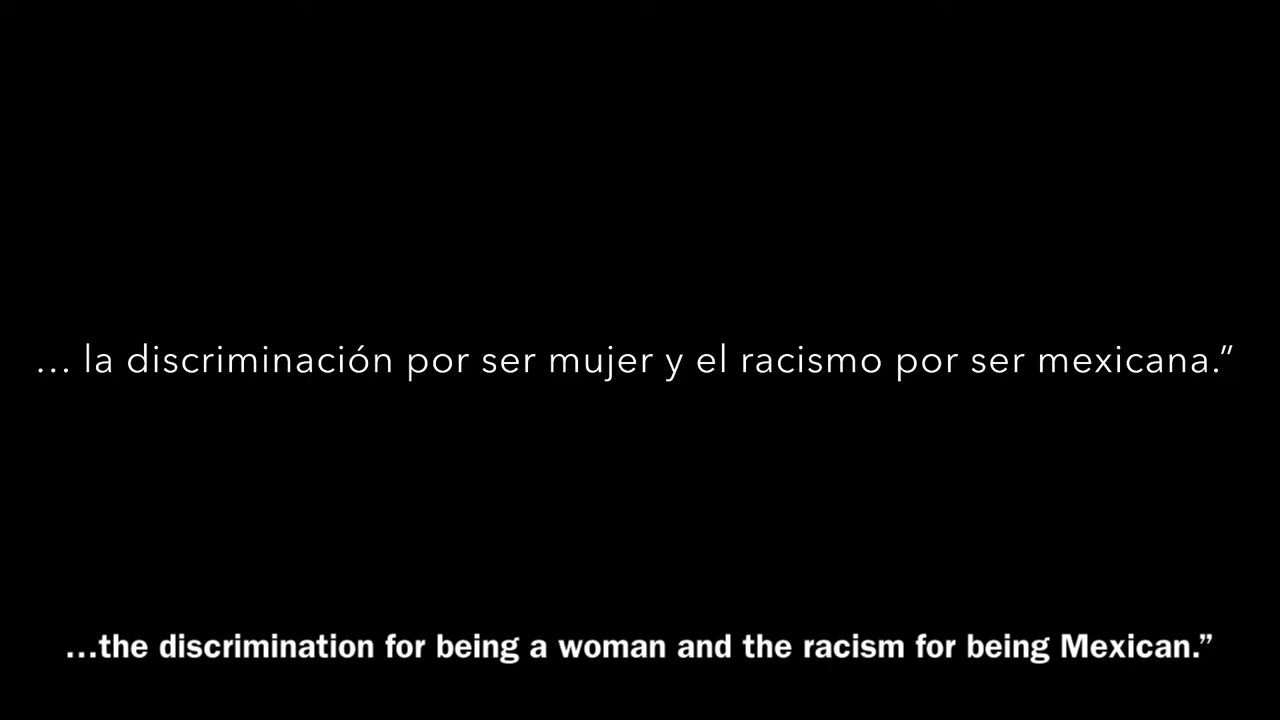 … la discriminación por ser mujer y el racismo por ser mexicana.”
…the discrimination for being a woman and the racism for being Mexican.”